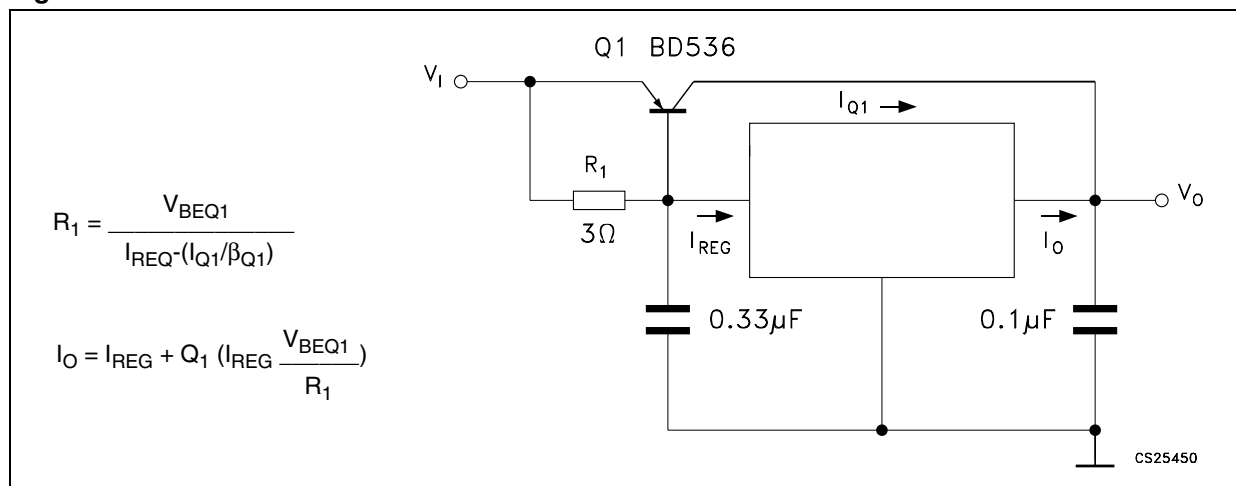 Q1 BD536
V_I
I_Q1
R_1
3Ω
I_REG
I_O
V_O
0.33µF
0.1µF
R_1 = V_BEQ1 / I_REQ-(I_Q1/β_Q1)
I_O = I_REG + Q_1 (I_REG V_BEQ1 / R_1)
CS25450